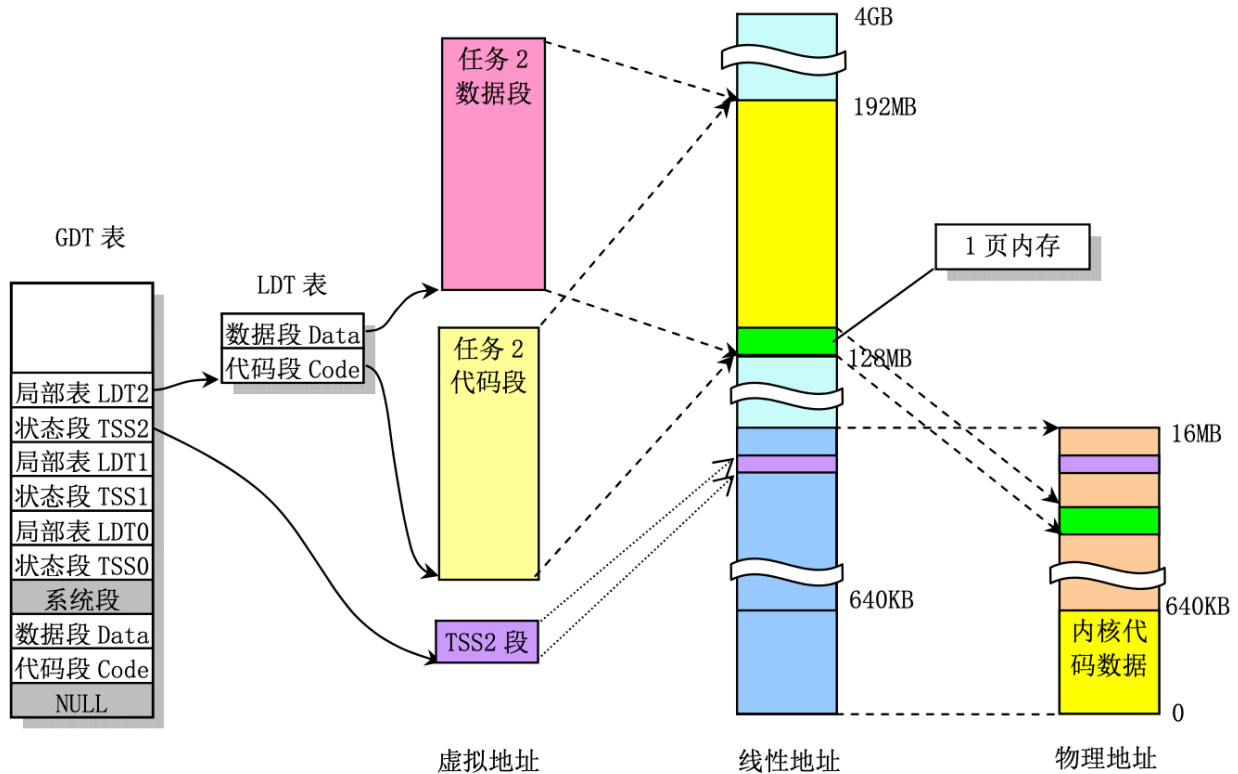 GDT 表
局部表 LDT2
状态段 TSS2
局部表 LDT1
状态段 TSS1
局部表 LDT0
状态段 TSS0
系统段
数据段 Data
代码段 Code
NULL
LDT 表
数据段 Data
代码段 Code
任务 2
数据段
任务 2
代码段
TSS2 段
虚拟地址
4GB
192MB
1 页内存
128MB
640KB
线性地址
16MB
640KB
内核代
码数据
0
物理地址